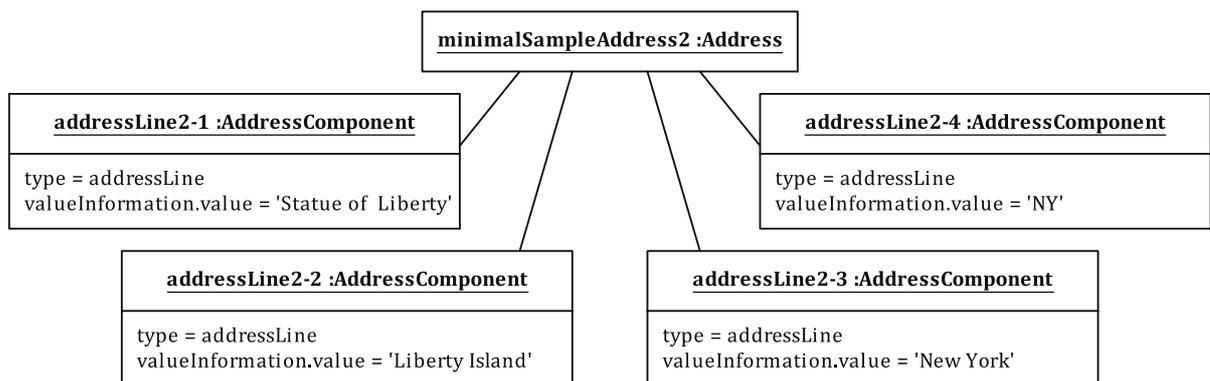 minimalSampleAddress2 :Address
addressLine2-1 :AddressComponent
type = addressLine
valueInformation.value = 'Statue of  Liberty'
addressLine2-4 :AddressComponent
type = addressLine
valueInformation.value = 'NY'
addressLine2-2 :AddressComponent
type = addressLine
valueInformation.value = 'Liberty Island'
addressLine2-3 :AddressComponent
type = addressLine
valueInformation.value = 'New York'